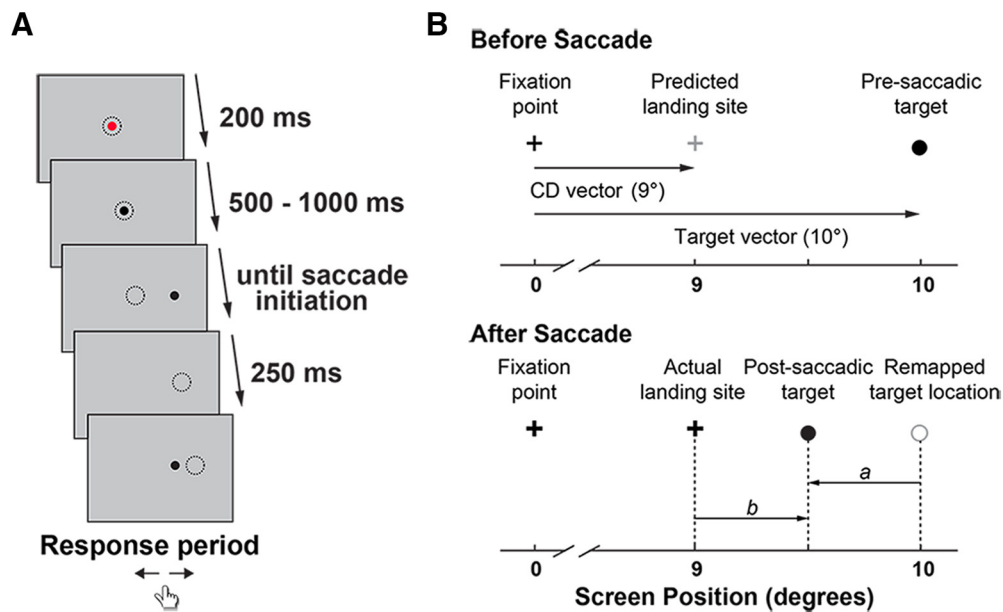 A
200 ms
500 - 1000 ms
until saccade
initiation
250 ms
Response period
B
Before Saccade
Fixation
point
Predicted
landing site
Pre-saccadic
target
CD vector (9°)
Target vector (10°)
0
9
10
After Saccade
Fixation
point
Actual
landing site
Post-saccadic
target
Remapped
target location
a
b
0
9
10
Screen Position (degrees)